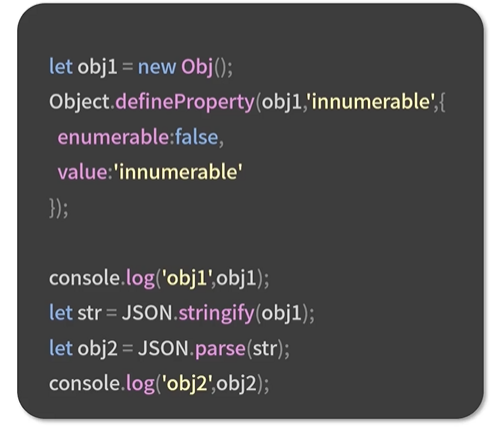 let obj1 = new Obj();
Object.defineProperty(obj1,'innumerable',{
enumerable:false,
value:'innumerable'
});
console.log('obj1',obj1);
let str = JSON.stringify(obj1);
let obj2 = JSON.parse(str);
console.log('obj2',obj2);